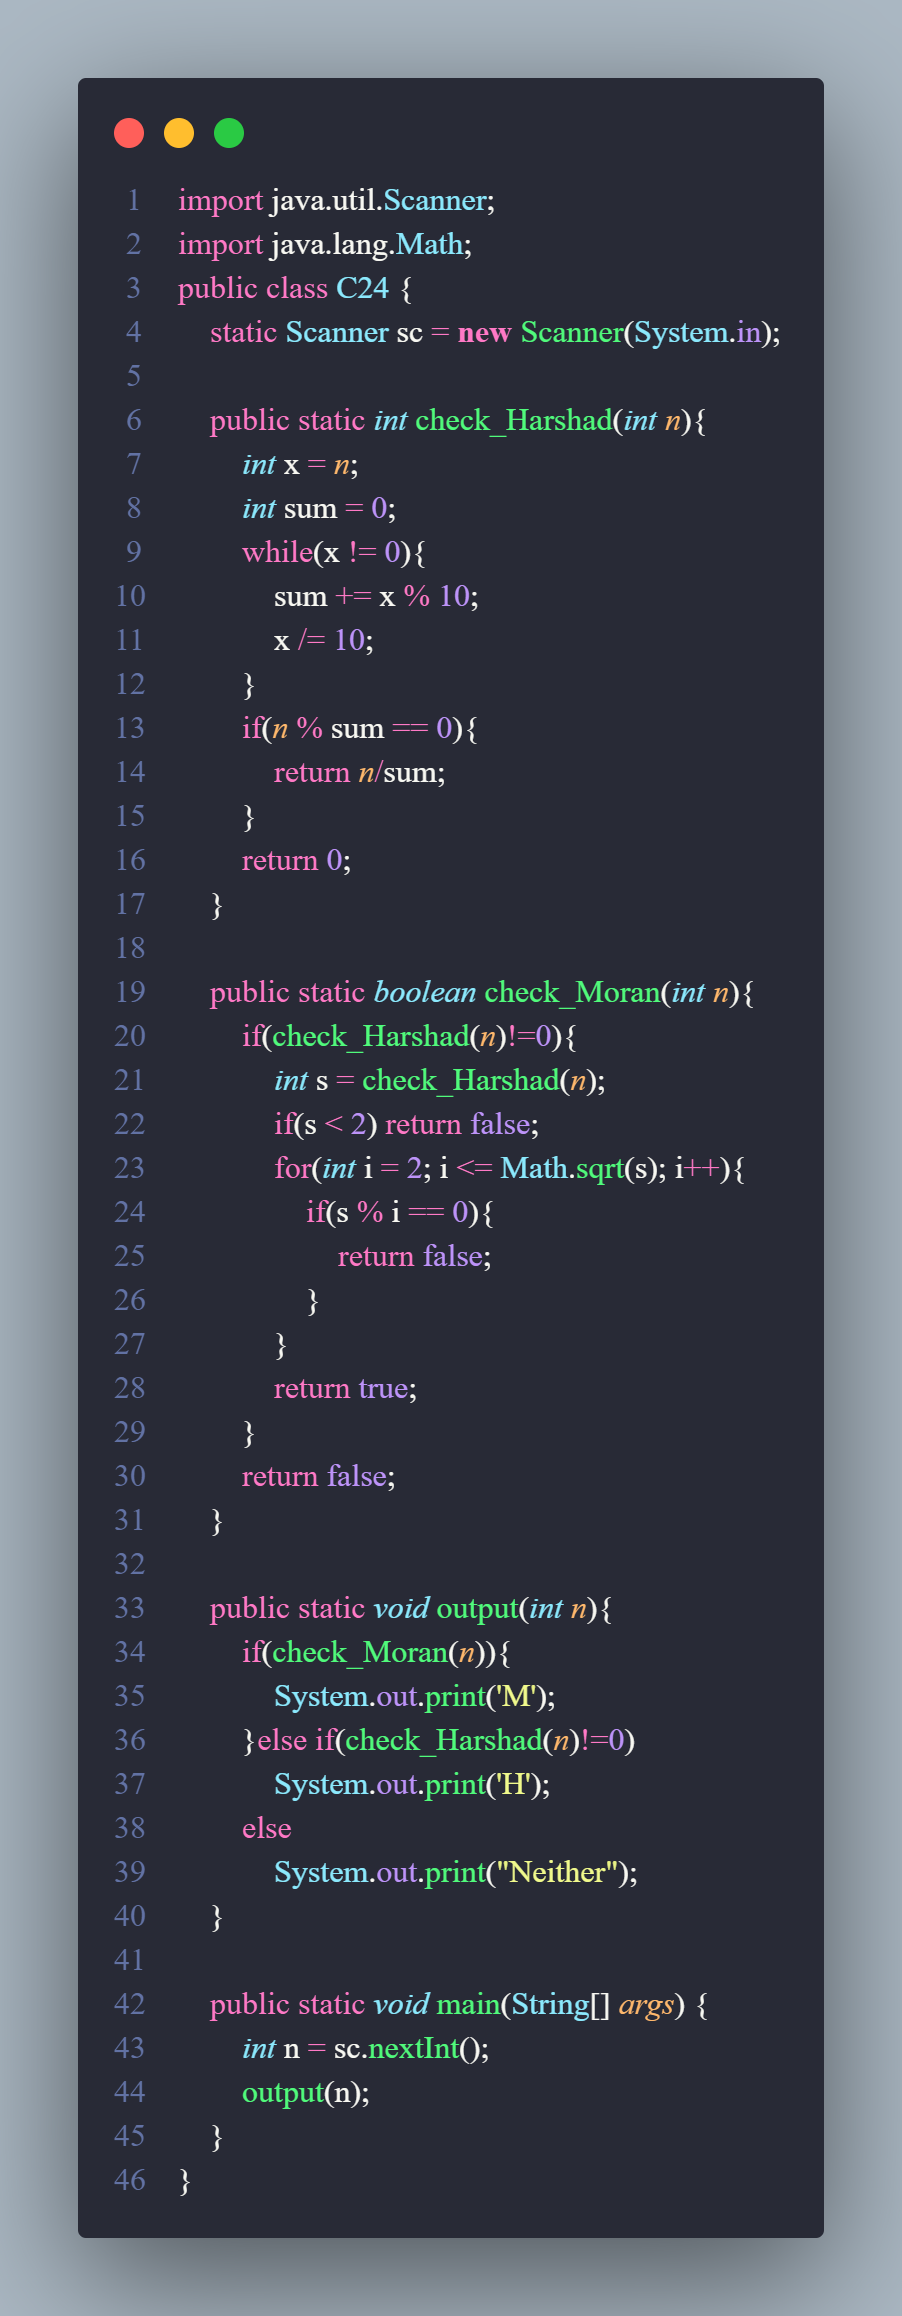 1 import java.util.Scanner;
2 import java.lang.Math;
3 public class C24 {
4 static Scanner sc = new Scanner(System.in);
5
6 public static int check_Harshad(int n){
7 int x = n;
8 int sum = 0;
9 while(x != 0){
10 sum += x % 10;
11 x /= 10;
12 }
13 if(n % sum == 0){
14 return n/sum;
15 }
16 return 0;
17 }
18
19 public static boolean check_Moran(int n){
20 if(check_Harshad(n)!=0){
21 int s = check_Harshad(n);
22 if(s < 2) return false;
23 for(int i = 2; i <= Math.sqrt(s); i++){
24 if(s % i == 0){
25 return false;
26 }
27 }
28 return true;
29 }
30 return false;
31 }
32
33 public static void output(int n){
34 if(check_Moran(n)){
35 System.out.print('M');
36 }else if(check_Harshad(n)!=0)
37 System.out.print('H');
38 else
39 System.out.print("Neither");
40 }
41
42 public static void main(String[] args) {
43 int n = sc.nextInt();
44 output(n);
45 }
46 }